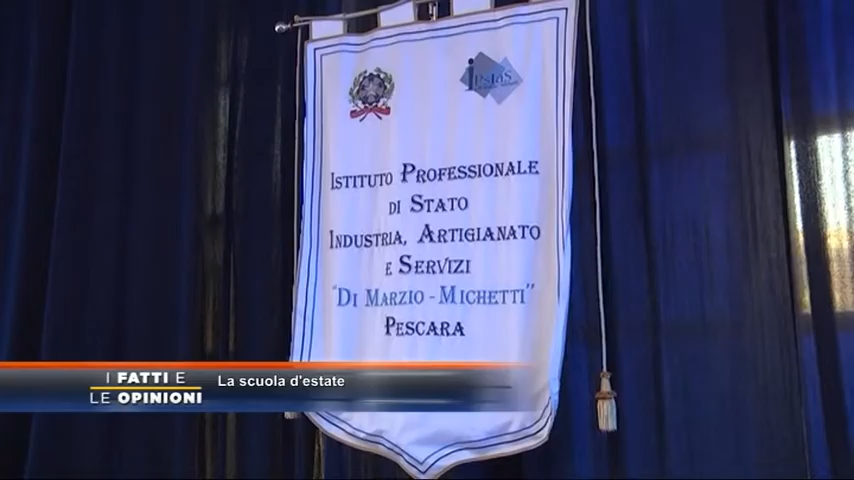 IPSIAS
ISTITUTO PROFESSIONALE
DI STATO
INDUSTRIA, ARTIGIANATO
E SERVIZI
"DI MARZIO - MICHETTI"
PESCARA
I FATTI E
LE OPINIONI
La scuola d'estate